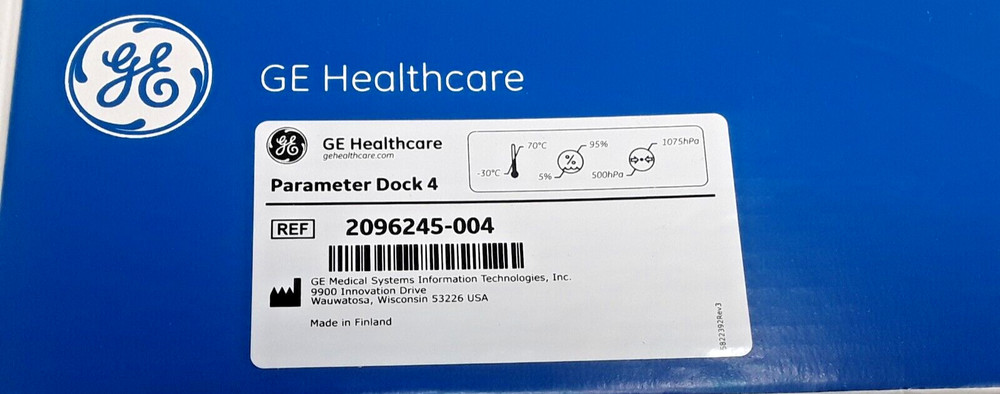 GE
GE Healthcare
GE
GE Healthcare
gehealthcare.com
Parameter Dock 4
-30°C
70°C
5%
%
95%
500hPa
1075hPa
REF
2096245-004
GE Medical Systems Information Technologies, Inc.
9900 Innovation Drive
Wauwatosa, Wisconsin 53226 USA
Made in Finland
5822392Rev3